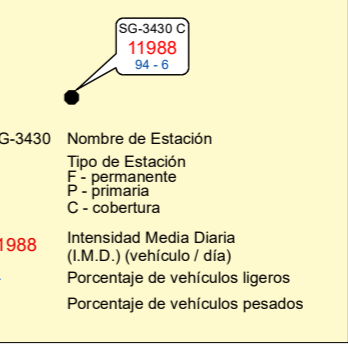 SG-3430 C
11988
94 - 6
G-3430 Nombre de Estación
Tipo de Estación
F - permanente
P - primaria
C - cobertura
1988 Intensidad Media Diaria
(I.M.D.) (vehículo / día)
Porcentaje de vehículos ligeros
Porcentaje de vehículos pesados